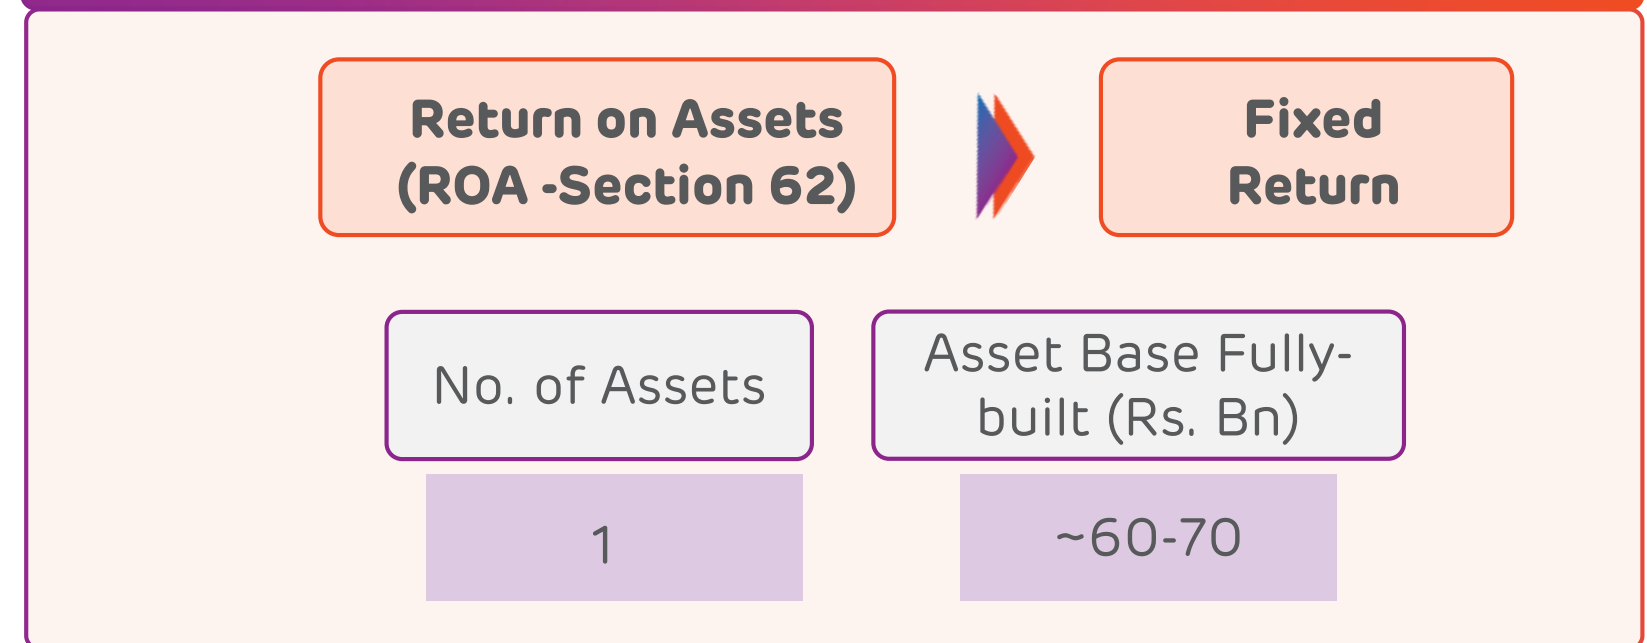 Return on Assets
(ROA -Section 62)
Fixed
Return
No. of Assets
Asset Base Fully-
built (Rs. Bn)
1
~60-70